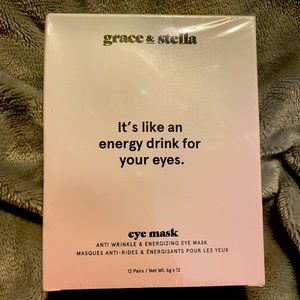 grace & stella
It's like an
energy drink for
your eyes.
eye mask
ANTI WRINKLE & ENERGIZING EYE MASK
MASQUES ANTI-RIDES & ÉNERGISANTS POUR LES YEUX
12 Pairs / Net Wt. 6g x 12